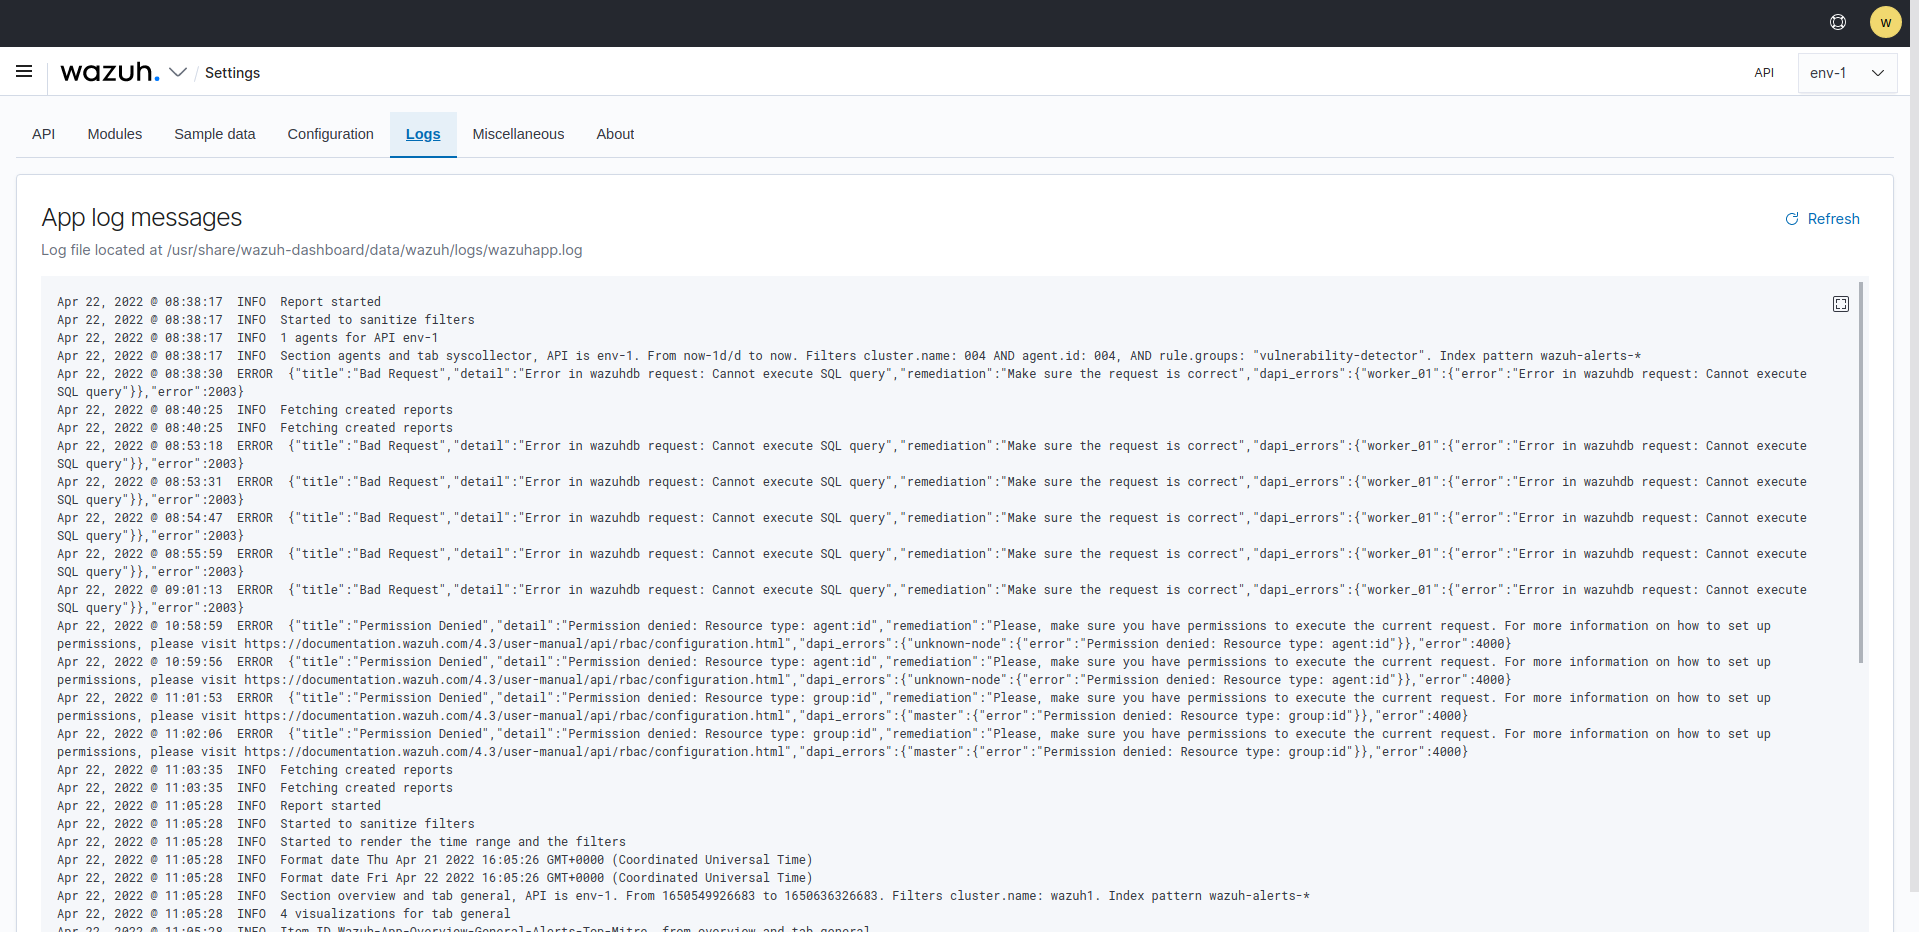 W
wazuh. / Settings
API env-1
API Modules Sample data Configuration Logs Miscellaneous About
App log messages
Refresh
Log file located at /usr/share/wazuh-dashboard/data/wazuh/logs/wazuhapp.log
Apr 22, 2022 @ 08:38:17 INFO Report started
Apr 22, 2022 @ 08:38:17 INFO Started to sanitize filters
Apr 22, 2022 @ 08:38:17 INFO 1 agents for API env-1
Apr 22, 2022 @ 08:38:17 INFO Section agents and tab syscollector, API is env-1. From now-1d/d to now. Filters cluster.name: 004 AND agent.id: 004, AND rule.groups: "vulnerability-detector". Index pattern wazuh-alerts-*
Apr 22, 2022 @ 08:38:30 ERROR {"title":"Bad Request","detail":"Error in wazuhdb request: Cannot execute SQL query","remediation":"Make sure the request is correct","dapi_errors":{"worker_01":{"error":"Error in wazuhdb request: Cannot execute
SQL query"}},"error":2003}
Apr 22, 2022 @ 08:40:25 INFO Fetching created reports
Apr 22, 2022 @ 08:40:25 INFO Fetching created reports
Apr 22, 2022 @ 08:53:18 ERROR {"title":"Bad Request","detail":"Error in wazuhdb request: Cannot execute SQL query","remediation":"Make sure the request is correct","dapi_errors":{"worker_01":{"error":"Error in wazuhdb request: Cannot execute
SQL query"}},"error":2003}
Apr 22, 2022 @ 08:53:31 ERROR {"title":"Bad Request","detail":"Error in wazuhdb request: Cannot execute SQL query","remediation":"Make sure the request is correct","dapi_errors":{"worker_01":{"error":"Error in wazuhdb request: Cannot execute
SQL query"}},"error":2003}
Apr 22, 2022 @ 08:54:47 ERROR {"title":"Bad Request","detail":"Error in wazuhdb request: Cannot execute SQL query","remediation":"Make sure the request is correct","dapi_errors":{"worker_01":{"error":"Error in wazuhdb request: Cannot execute
SQL query"}},"error":2003}
Apr 22, 2022 @ 08:55:59 ERROR {"title":"Bad Request","detail":"Error in wazuhdb request: Cannot execute SQL query","remediation":"Make sure the request is correct","dapi_errors":{"worker_01":{"error":"Error in wazuhdb request: Cannot execute
SQL query"}},"error":2003}
Apr 22, 2022 @ 09:01:13 ERROR {"title":"Bad Request","detail":"Error in wazuhdb request: Cannot execute SQL query","remediation":"Make sure the request is correct","dapi_errors":{"worker_01":{"error":"Error in wazuhdb request: Cannot execute
SQL query"}},"error":2003}
Apr 22, 2022 @ 10:58:59 ERROR {"title":"Permission Denied","detail":"Permission denied: Resource type: agent:id","remediation":"Please, make sure you have permissions to execute the current request. For more information on how to set up
permissions, please visit https://documentation.wazuh.com/4.3/user-manual/api/rbac/configuration.html","dapi_errors":{"unknown-node":{"error":"Permission denied: Resource type: agent:id"}},"error":4000}
Apr 22, 2022 @ 10:59:56 ERROR {"title":"Permission Denied","detail":"Permission denied: Resource type: agent:id","remediation":"Please, make sure you have permissions to execute the current request. For more information on how to set up
permissions, please visit https://documentation.wazuh.com/4.3/user-manual/api/rbac/configuration.html","dapi_errors":{"unknown-node":{"error":"Permission denied: Resource type: agent:id"}},"error":4000}
Apr 22, 2022 @ 11:01:53 ERROR {"title":"Permission Denied","detail":"Permission denied: Resource type: group:id","remediation":"Please, make sure you have permissions to execute the current request. For more information on how to set up
permissions, please visit https://documentation.wazuh.com/4.3/user-manual/api/rbac/configuration.html","dapi_errors":{"master":{"error":"Permission denied: Resource type: group:id"}},"error":4000}
Apr 22, 2022 @ 11:02:06 ERROR {"title":"Permission Denied","detail":"Permission denied: Resource type: group:id","remediation":"Please, make sure you have permissions to execute the current request. For more information on how to set up
permissions, please visit https://documentation.wazuh.com/4.3/user-manual/api/rbac/configuration.html","dapi_errors":{"master":{"error":"Permission denied: Resource type: group:id"}},"error":4000}
Apr 22, 2022 @ 11:03:35 INFO Fetching created reports
Apr 22, 2022 @ 11:03:35 INFO Fetching created reports
Apr 22, 2022 @ 11:05:28 INFO Report started
Apr 22, 2022 @ 11:05:28 INFO Started to sanitize filters
Apr 22, 2022 @ 11:05:28 INFO Started to render the time range and the filters
Apr 22, 2022 @ 11:05:28 INFO Format date Thu Apr 21 2022 16:05:26 GMT+0000 (Coordinated Universal Time)
Apr 22, 2022 @ 11:05:28 INFO Format date Fri Apr 22 2022 16:05:26 GMT+0000 (Coordinated Universal Time)
Apr 22, 2022 @ 11:05:28 INFO Section overview and tab general, API is env-1. From 1650549926683 to 1650636326683. Filters cluster.name: wazuh1. Index pattern wazuh-alerts-*
Apr 22, 2022 @ 11:05:28 INFO 4 visualizations for tab general
Apr 22, 2022 @ 11:05:28 INFO Item ID Wazuh-App-Overview-General-Alerts-Top-Mitre, from overview and tab general